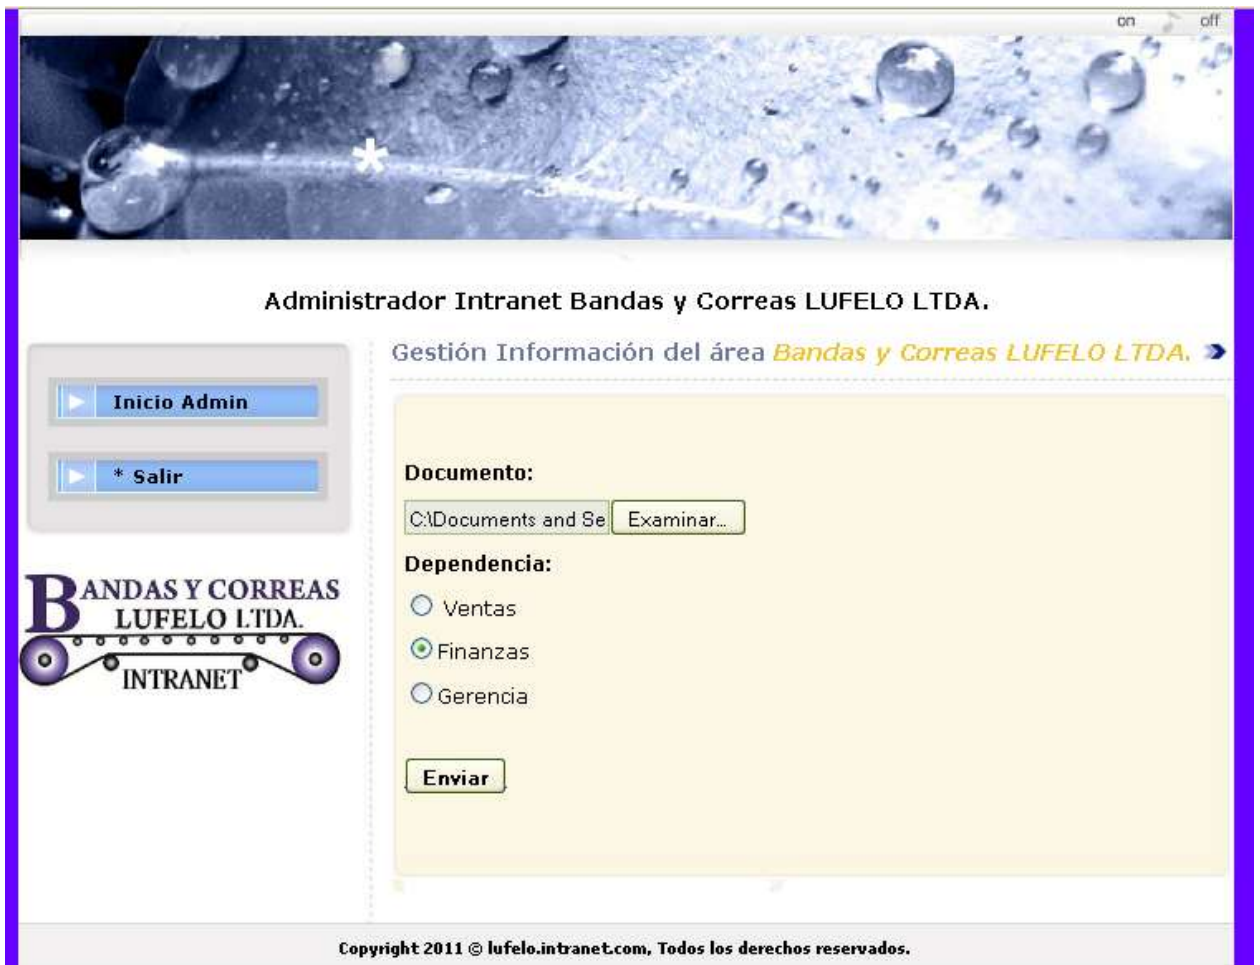 on off
*
Administrador Intranet Bandas y Correas LUFELO LTDA.
Gestión Información del área Bandas y Correas LUFELO LTDA.
Inicio Admin
* Salir
BANDAS Y CORREAS
LUFELO LTDA.
INTRANET
Documento:
C:\Documents and Se Examinar...
Dependencia:
Ventas
Finanzas
Gerencia
Enviar
Copyright 2011 © lufelo.intranet.com, Todos los derechos reservados.